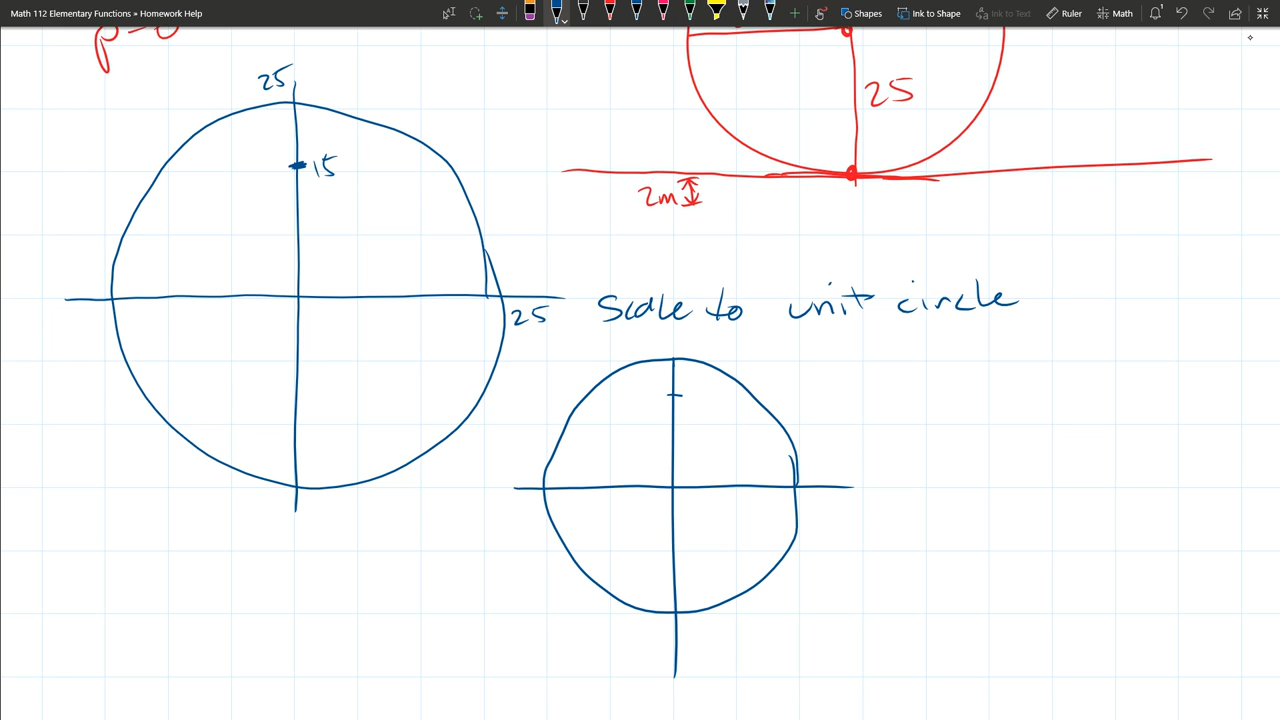 Math 112 Elementary Functions » Homework Help
Shapes
Ink to Shape
Ink to Text
Ruler
Math
25
15
25
25
2m
Scale to unit circle